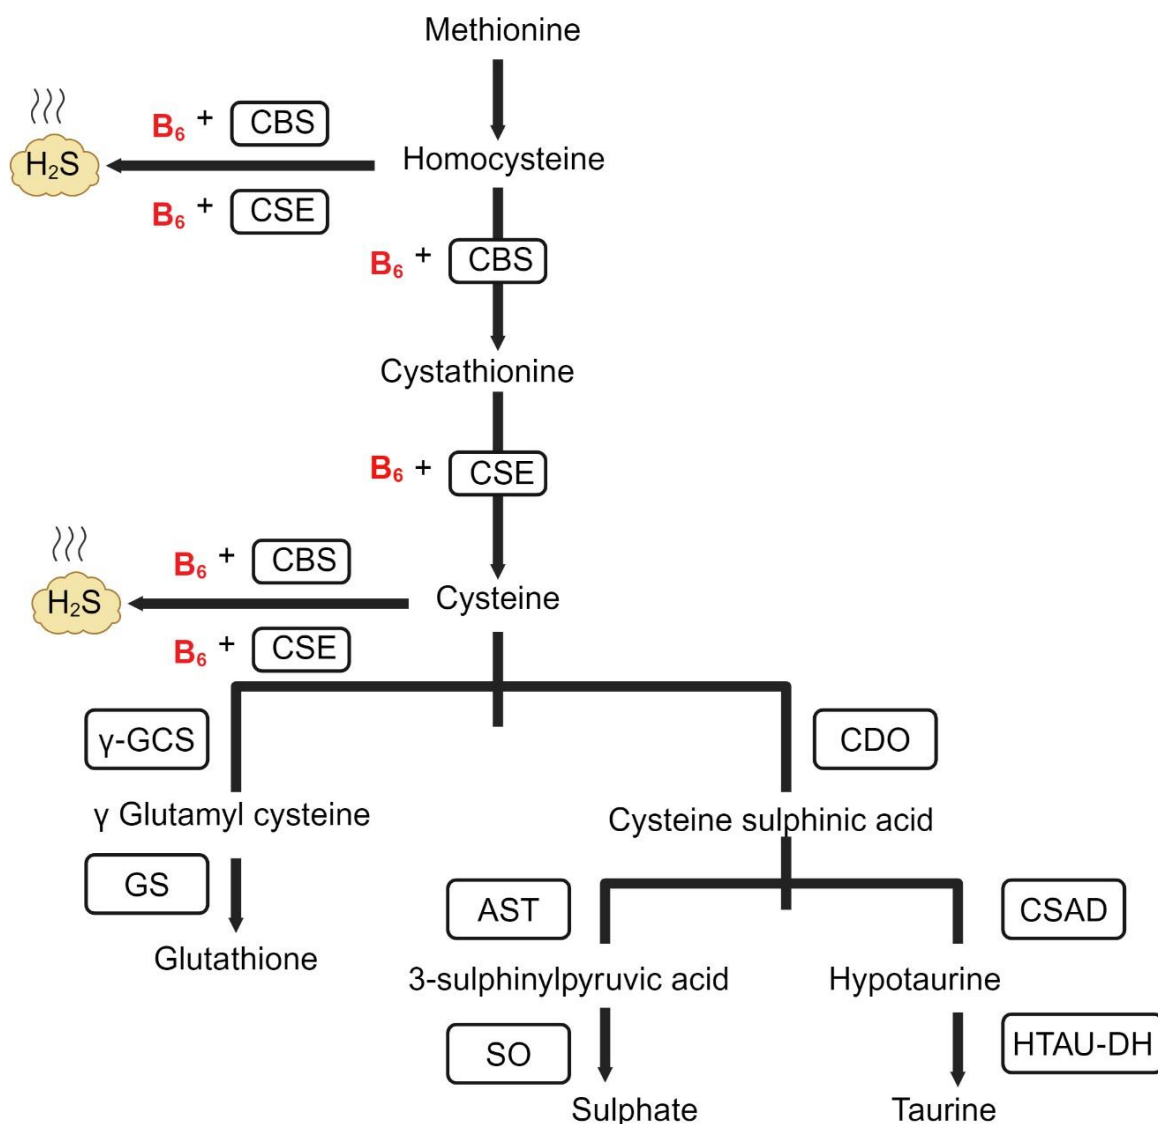 Methionine
B₆ + CBS
H₂S
Homocysteine
B₆ + CSE
B₆ + CBS
Cystathionine
B₆ + CSE
B₆ + CBS
H₂S
Cysteine
B₆ + CSE
γ-GCS
CDO
γ Glutamyl cysteine
Cysteine sulphinic acid
GS
AST
CSAD
Glutathione
3-sulphinylpyruvic acid
Hypotaurine
SO
HTAU-DH
Sulphate
Taurine